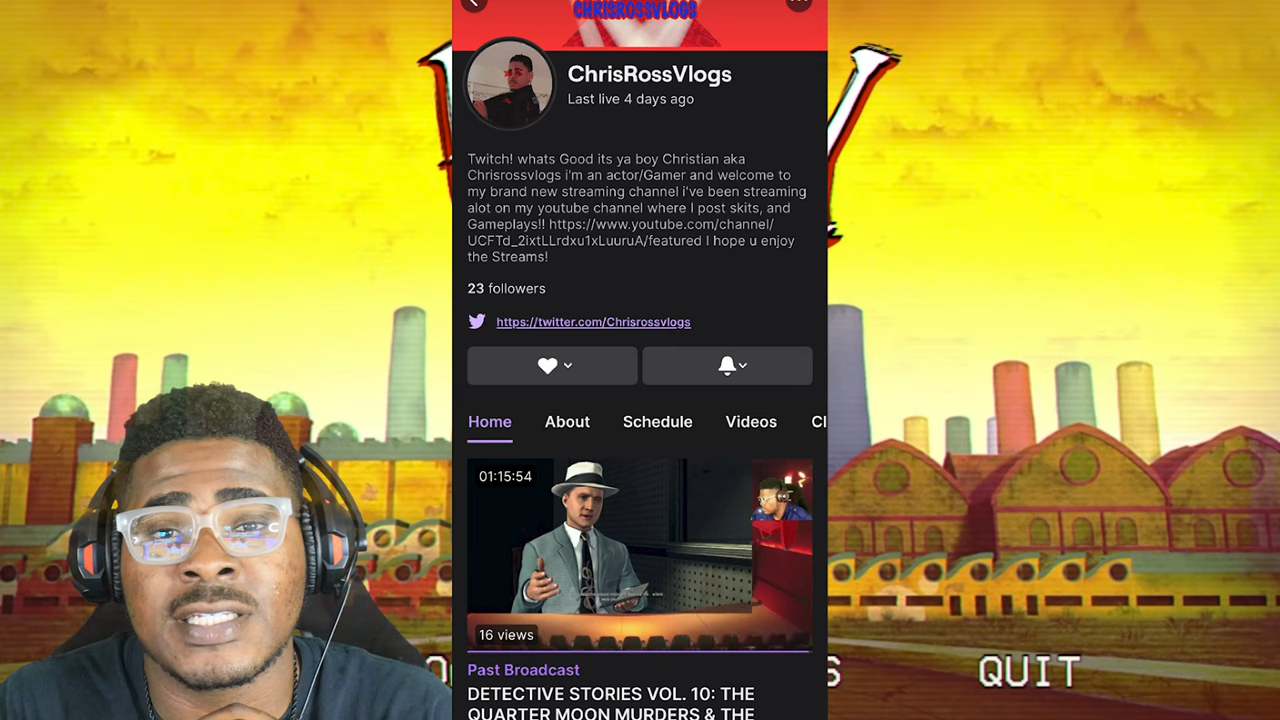 CHRISROSSVLOGS
ChrisRossVlogs
Last live 4 days ago
Twitch! whats Good its ya boy Christian aka
Chrisrossvlogs i'm an actor/Gamer and welcome to
my brand new streaming channel i've been streaming
alot on my youtube channel where I post skits, and
Gameplays!! https://www.youtube.com/channel/
UCFTd_2ixtLLrdxu1xLuuruA/featured I hope u enjoy
the Streams!
23 followers
https://twitter.com/Chrisrossvlogs
Home About Schedule Videos Cl
01:15:54
16 views
Past Broadcast
DETECTIVE STORIES VOL. 10: THE
QUARTER MOON MURDERS & THE
QUIT